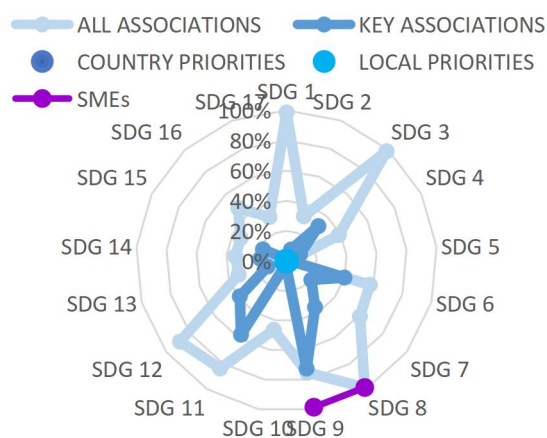 ALL ASSOCIATIONS KEY ASSOCIATIONS
COUNTRY PRIORITIES LOCAL PRIORITIES
SMEs
SDG 1
SDG 2
SDG 3
SDG 4
SDG 5
SDG 6
SDG 7
SDG 8
SDG 9
SDG 10
SDG 11
SDG 12
SDG 13
SDG 14
SDG 15
SDG 16
SDG 17
100%
80%
60%
40%
20%
0%